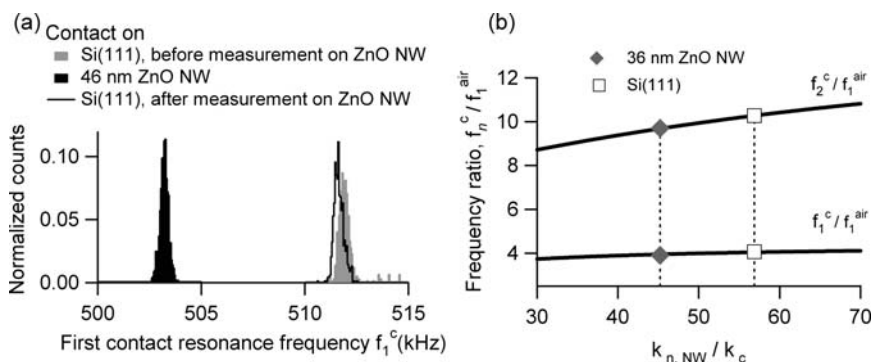 (a)
Contact on
Si(111), before measurement on ZnO NW
46 nm ZnO NW
Si(111), after measurement on ZnO NW
Normalized counts
0.10
0.05
0.00
500
505
510
515
First contact resonance frequency f₁ᶜ(kHz)
(b)
36 nm ZnO NW
Si(111)
Frequency ratio, fₙᶜ/f₁ᵃⁱʳ
12
10
8
6
4
f₂ᶜ/f₁ᵃⁱʳ
f₁ᶜ/f₁ᵃⁱʳ
30
40
50
60
70
kₙ, NW / k꜀